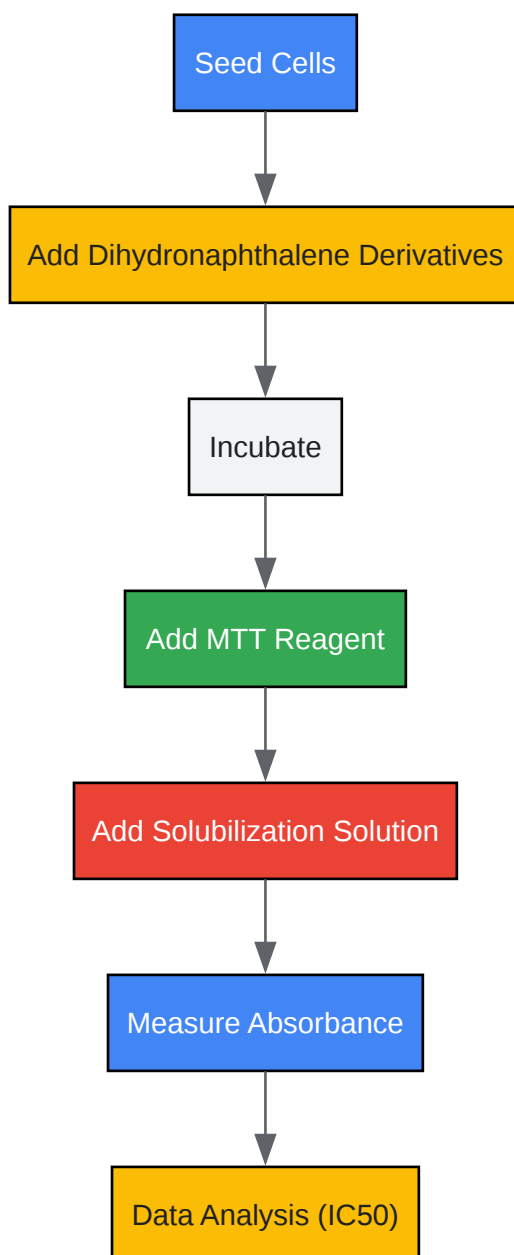 Seed Cells
Add Dihydronaphthalene Derivatives
Incubate
Add MTT Reagent
Add Solubilization Solution
Measure Absorbance
Data Analysis (IC50)